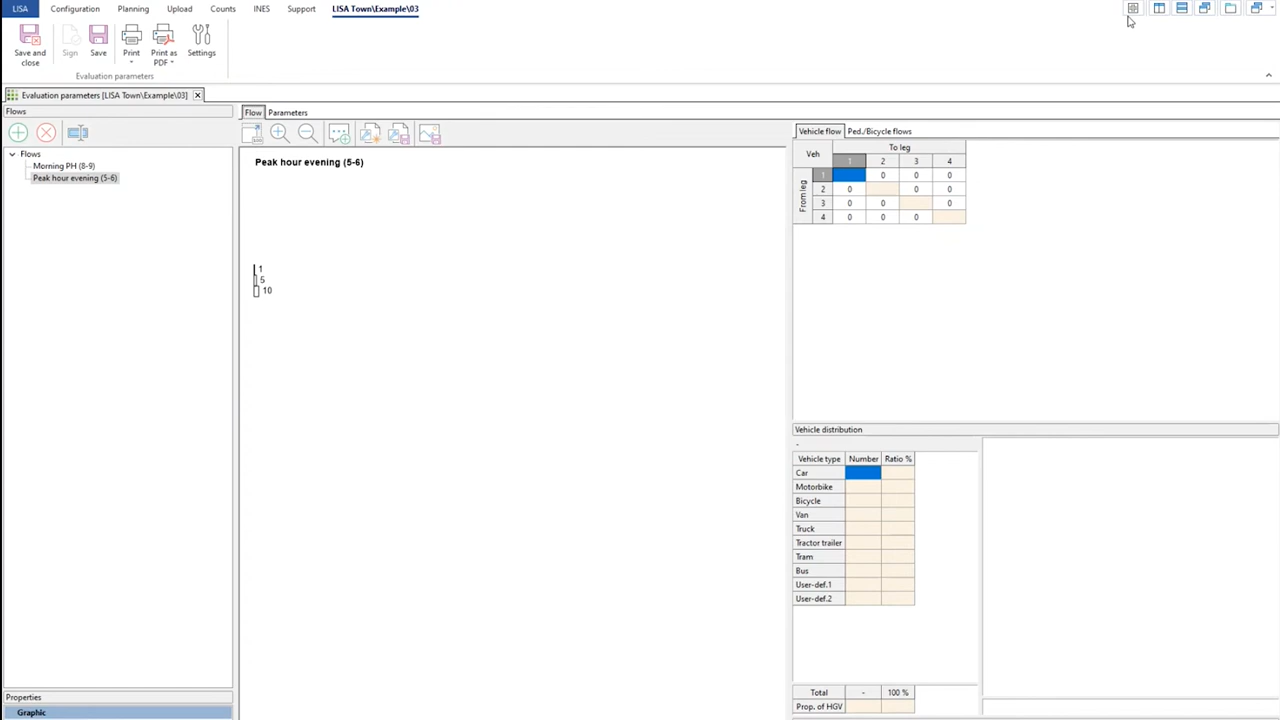 LISA Configuration Planning Upload Counts INES Support LISA Town\Example\03
Save and close Sign Save Print Print as PDF Settings
Evaluation parameters
Evaluation parameters [LISA Town\Example\03]
Flows
Flows
Morning PH (8-9)
Peak hour evening (5-6)
Properties
Graphic
Flow Parameters
Peak hour evening (5-6)
1
5
10
Vehicle flow Ped./Bicycle flows
Veh To leg
1 2 3 4
From leg
1 0 0 0
2 0 0 0
3 0 0 0
4 0 0 0
Vehicle distribution
-
Vehicle type Number Ratio %
Car
Motorbike
Bicycle
Van
Truck
Tractor trailer
Tram
Bus
User-def.1
User-def.2
Total - 100 %
Prop. of HGV